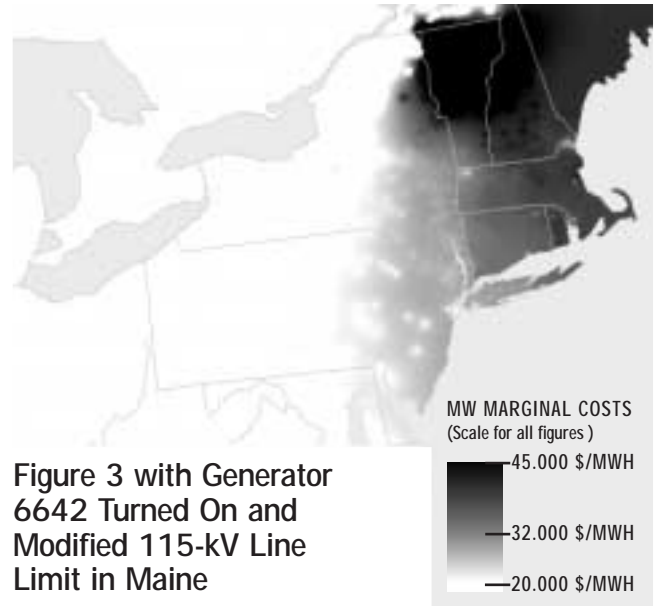 MW MARGINAL COSTS
(Scale for all figures )
45.000 $/MWH
32.000 $/MWH
20.000 $/MWH
Figure 3 with Generator
6642 Turned On and
Modified 115-kV Line
Limit in Maine